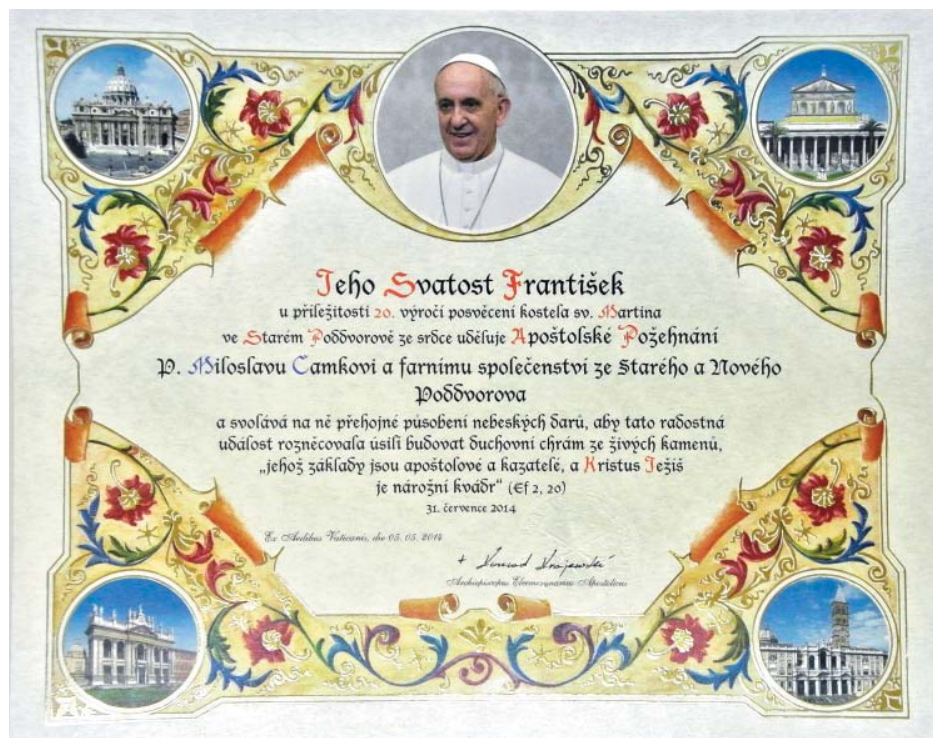 Jeho Svatost František
u příležitosti 20. výročí posvěcení kostela sv. Martina
ve Starém Poddvorově ze srdce uděluje Apoštolské Požehnání
P. Miloslavu Camkovi a farnímu společenství ze Starého a Nového
Poddvorova
a svolává na ně přehojné působení nebeských darů, aby tato radostná
událost rozněcovala úsilí budovat duchovní chrám ze živých kamenů,
„jehož základy jsou apoštolové a kazatelé, a Kristus Ježíš
je nárožní kvádr“ (Ef 2, 20)
31. července 2014
Ex Aedibus Vaticanis, die 05. 05. 2014
+ Konrad Krajewski
Archiepiscopus Eleemosynarius Apostolicus